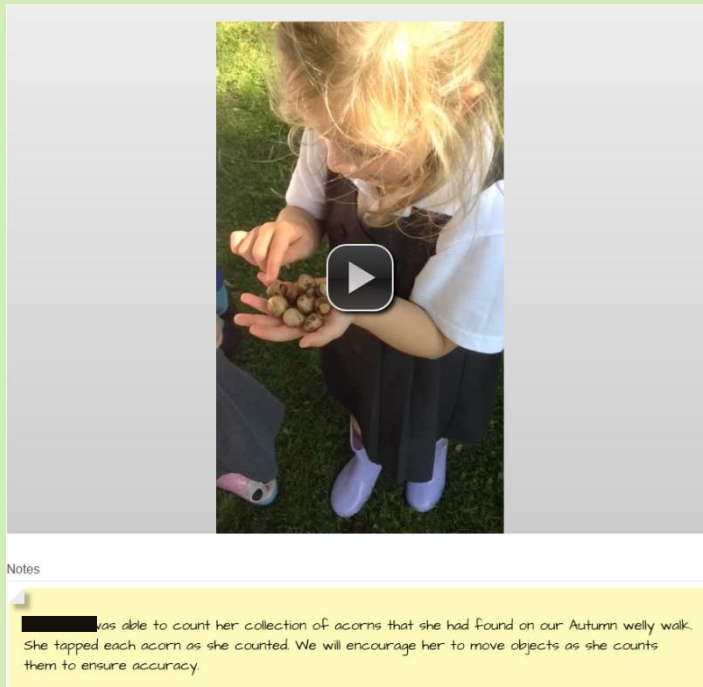 Notes
was able to count her collection of acorns that she had found on our Autumn welly walk.
She tapped each acorn as she counted. We will encourage her to move objects as she counts
them to ensure accuracy.